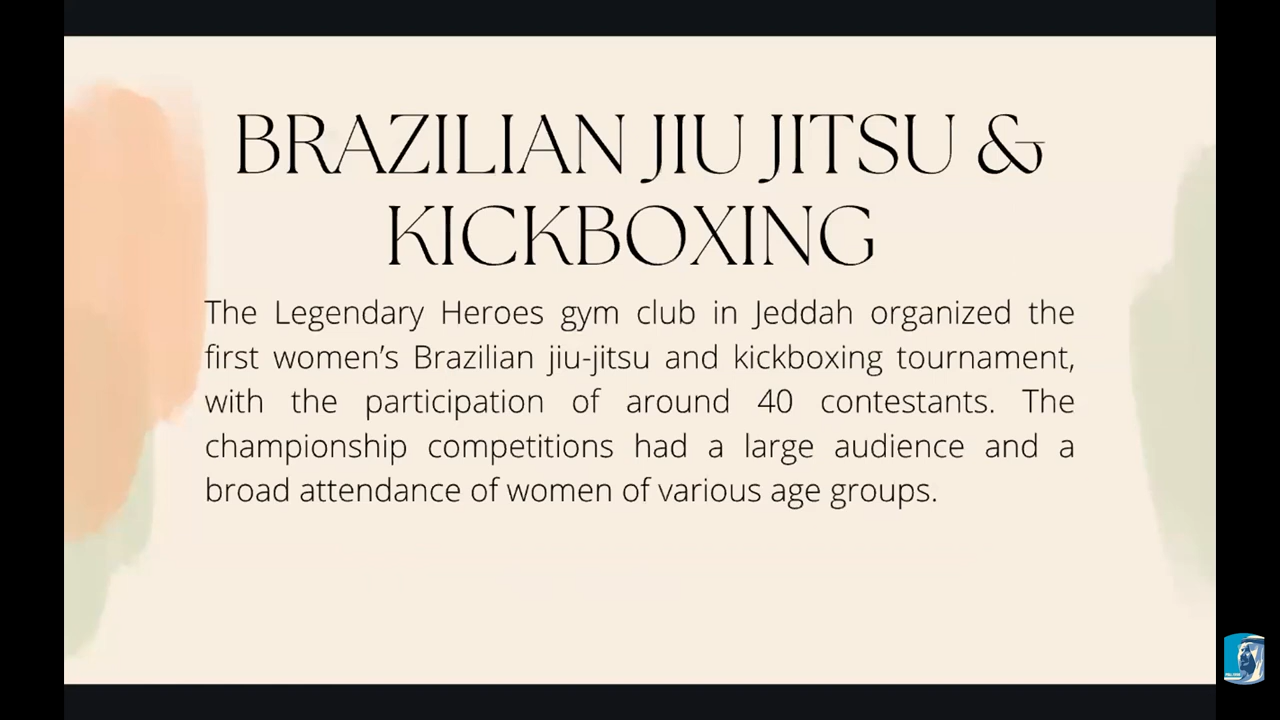 BRAZILIAN JIU JITSU &
KICKBOXING
The Legendary Heroes gym club in Jeddah organized the
first women’s Brazilian jiu-jitsu and kickboxing tournament,
with the participation of around 40 contestants. The
championship competitions had a large audience and a
broad attendance of women of various age groups.